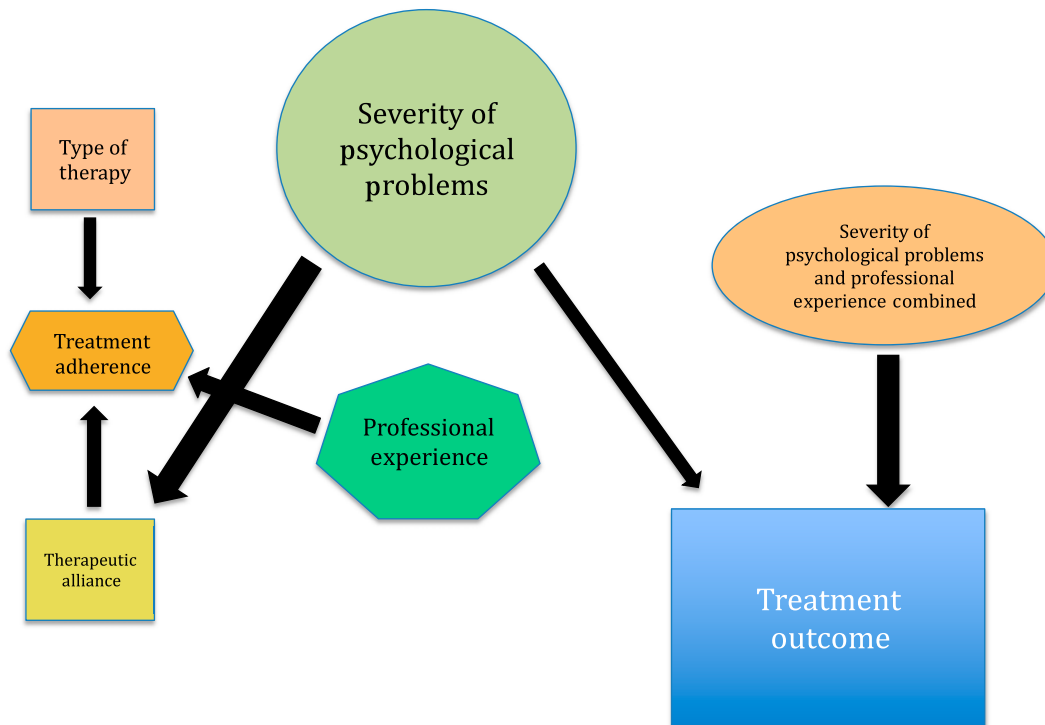 Severity of
psychological
problems
Type of
therapy
Severity of
psychological problems
and professional
experience combined
Treatment
adherence
Professional
experience
Therapeutic
alliance
Treatment
outcome